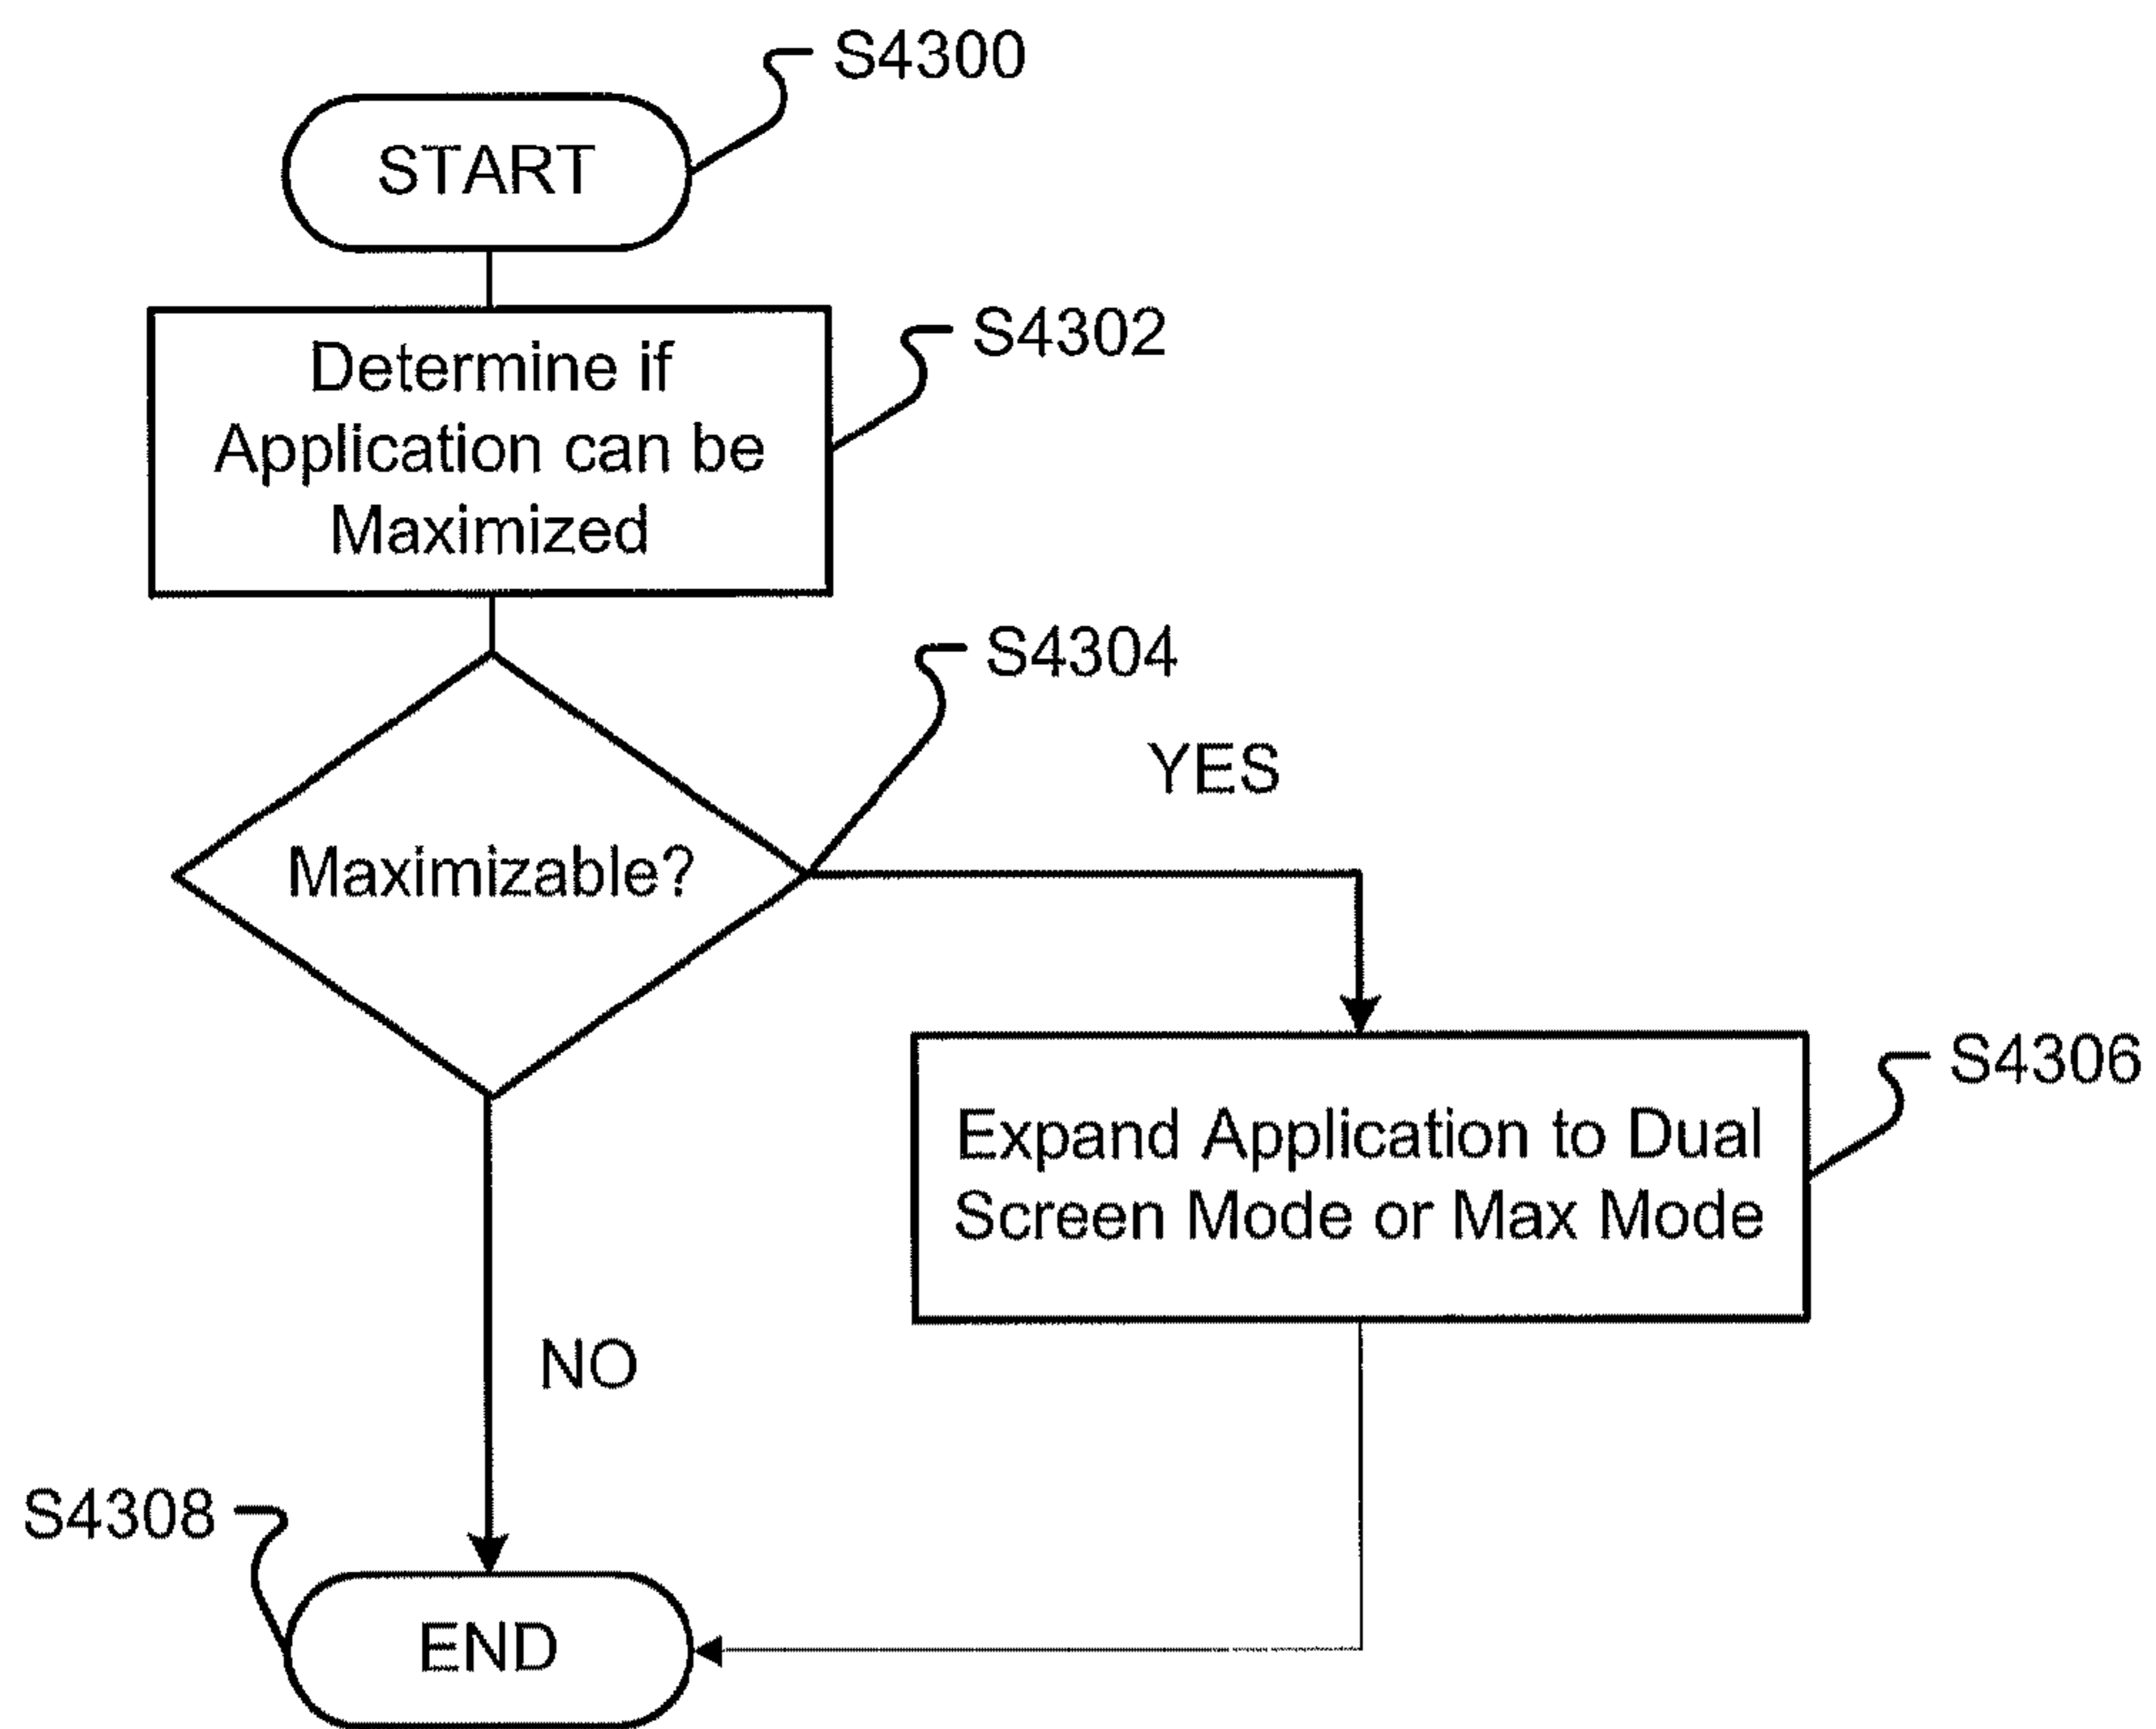 S4300
START
S4302
Determine if
Application can be
Maximized
S4304
YES
Maximizable?
S4306
Expand Application to Dual
Screen Mode or Max Mode
NO
S4308
END